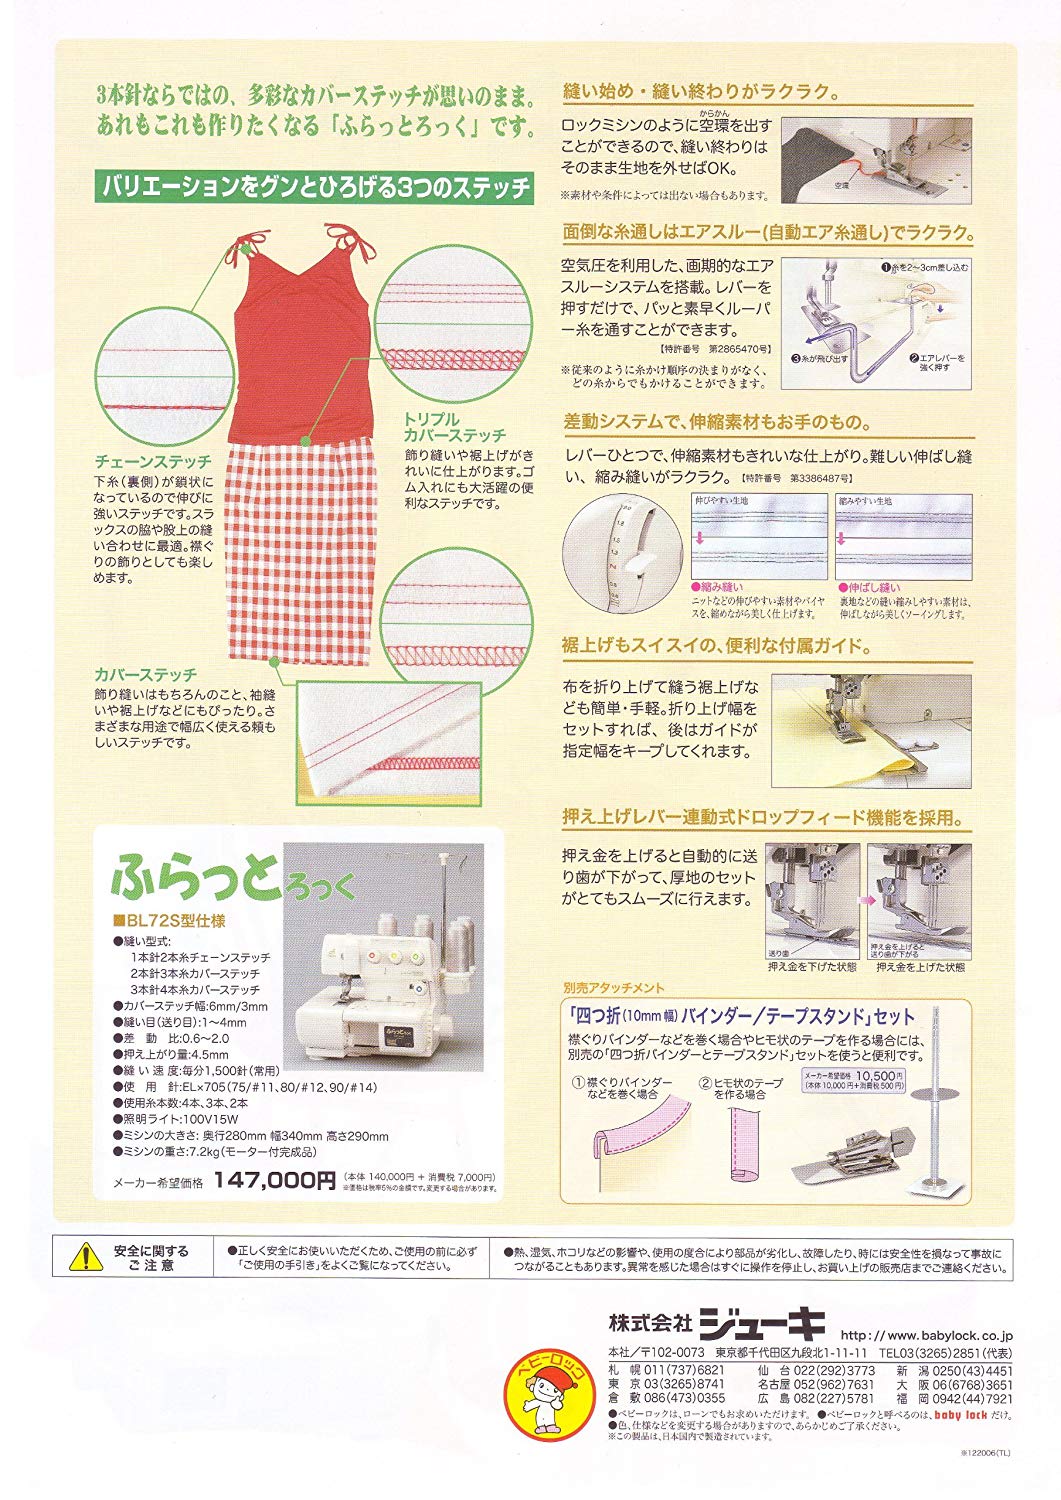 3本針ならではの、多彩なカバーステッチが思いのまま。
あれもこれも作りたくなる「ふらっとろっく」です。
バリエーションをグンとひろげる3つのステッチ
チェーンステッチ
下糸(裏側)が鎖状に
なっているので伸びに
強いステッチです。スラ
ックスの脇や股上の縫
い合わせに最適。襟ぐ
りの飾りとしても楽し
めます。
トリプル
カバーステッチ
飾り縫いや裾上げがき
れいに仕上がります。ゴ
ム入れにも大活躍の便
利なステッチです。
カバーステッチ
飾り縫いはもちろんのこと、袖縫
いや裾上げなどにもぴったり。さ
まざまな用途で幅広く使える頼も
しいステッチです。
ふらっとろっく
■BL72S型仕様
●縫い型式:
1本針2本糸チェーンステッチ
2本針3本糸カバーステッチ
3本針4本糸カバーステッチ
●カバーステッチ幅:6mm/3mm
●縫い目(送り目):1〜4mm
●差動比:0.6〜2.0
●押え上がり量:4.5mm
●縫い速度:毎分1,500針(常用)
●使用針:EL×705(75/#11、80/#12、90/#14)
●使用糸本数:4本、3本、2本
●照明ライト:100V15W
●ミシンの大きさ: 奥行280mm 幅340mm 高さ290mm
●ミシンの重さ:7.2kg(モーター付完成品)
メーカー希望価格 147,000円 (本体 140,000円 + 消費税 7,000円)
※価格は税率5%の金額です。変更する場合があります。
ふらっとろっく
縫い始め・縫い終わりがラクラク。
からかん
ロックミシンのように空環を出す
ことができるので、縫い終わりは
そのまま生地を外せばOK。
※素材や条件によっては出ない場合もあります。
空環
面倒な糸通しはエアスルー(自動エア糸通し)でラクラク。
空気圧を利用した、画期的なエア
スルーシステムを搭載。レバーを
押すだけで、パッと素早くルーパ
ー糸を通すことができます。
【特許番号 第2865470号】
※従来のように糸かけ順序の決まりがなく、
どの糸からでもかけることができます。
❶糸を2〜3cm差し込む
❸糸が飛び出す
❷エアレバーを
強く押す
差動システムで、伸縮素材もお手のもの。
レバーひとつで、伸縮素材もきれいな仕上がり。難しい伸ばし縫
い、縮み縫いがラクラク。【特許番号 第3386487号】
伸びやすい生地
縮みやすい生地
●縮み縫い
ニットなどの伸びやすい素材やバイヤ
スを、縮めながら美しく仕上げます。
●伸ばし縫い
裏地などの縫い縮みしやすい素材は、
伸ばしながら美しくソーイングします。
裾上げもスイスイの、便利な付属ガイド。
布を折り上げて縫う裾上げな
ども簡単・手軽。折り上げ幅を
セットすれば、後はガイドが
指定幅をキープしてくれます。
押え上げレバー連動式ドロップフィード機能を採用。
押え金を上げると自動的に送
り歯が下がって、厚地のセット
がとてもスムーズに行えます。
送り歯
押え金を上げると
送り歯が下がる
押え金を下げた状態
押え金を上げた状態
別売アタッチメント
「四つ折(10mm幅)バインダー/テープスタンド」セット
襟ぐりバインダーなどを巻く場合やヒモ状のテープを作る場合には、
別売の「四つ折バインダーとテープスタンド」セットを使うと便利です。
①襟ぐりバインダー
などを巻く場合
②ヒモ状のテープ
を作る場合
メーカー希望価格 10,500円
(本体 10,000円+消費税 500円)
安全に関する
ご注意
●正しく安全にお使いいただくため、ご使用の前に必ず
「ご使用の手引き」をよくご覧になってください。
●熱、湿気、ホコリなどの影響や、使用の度合により部品が劣化し、故障したり、時には安全性を損なって事故に
つながることもあります。異常を感じた場合はすぐに操作を停止し、お買い上げの販売店までご連絡ください。
ベビーロック
株式会社 ジューキ http://www.babylock.co.jp
本社/〒102-0073 東京都千代田区九段北1-11-11 TEL03(3265)2851(代表)
札幌 011(737)6821 仙台 022(292)3773 新潟 0250(43)4451
東京 03(3265)8741 名古屋 052(962)7631 大阪 06(6768)3651
倉敷 086(473)0355 広島 082(227)5781 福岡 0942(44)7921
●ベビーロックは、ローンでもお求めいただけます。 ●ベビーロックと呼べるのは、baby lock だけ。
●色、仕様などを変更する場合がありますので、あらかじめご了承ください。
※この製品は、日本国内で製造されています。
※122006(TL)